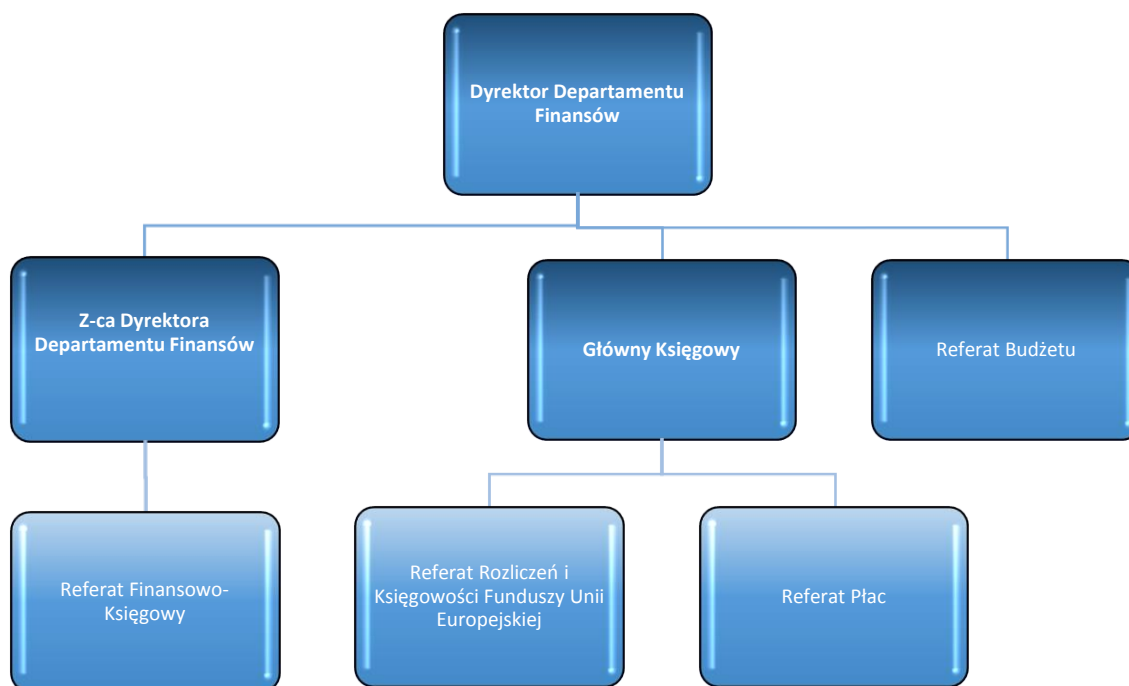 Dyrektor Departamentu
Finansów
Z-ca Dyrektora
Departamentu Finansów
Główny Księgowy
Referat Budżetu
Referat Finansowo-
Księgowy
Referat Rozliczeń i
Księgowości Funduszy Unii
Europejskiej
Referat Płac